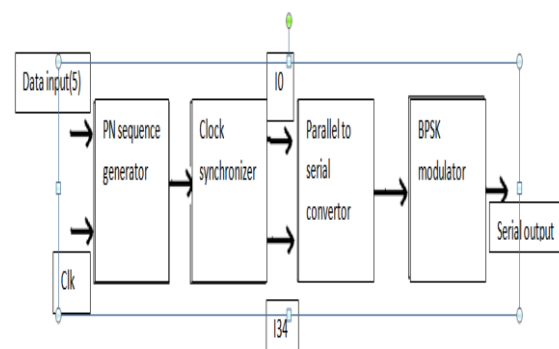 Data input(5)
I0
PN sequence
generator
Clock
synchronizer
Parallel to
serial
convertor
BPSK
modulator
Serial output
Clk
I34